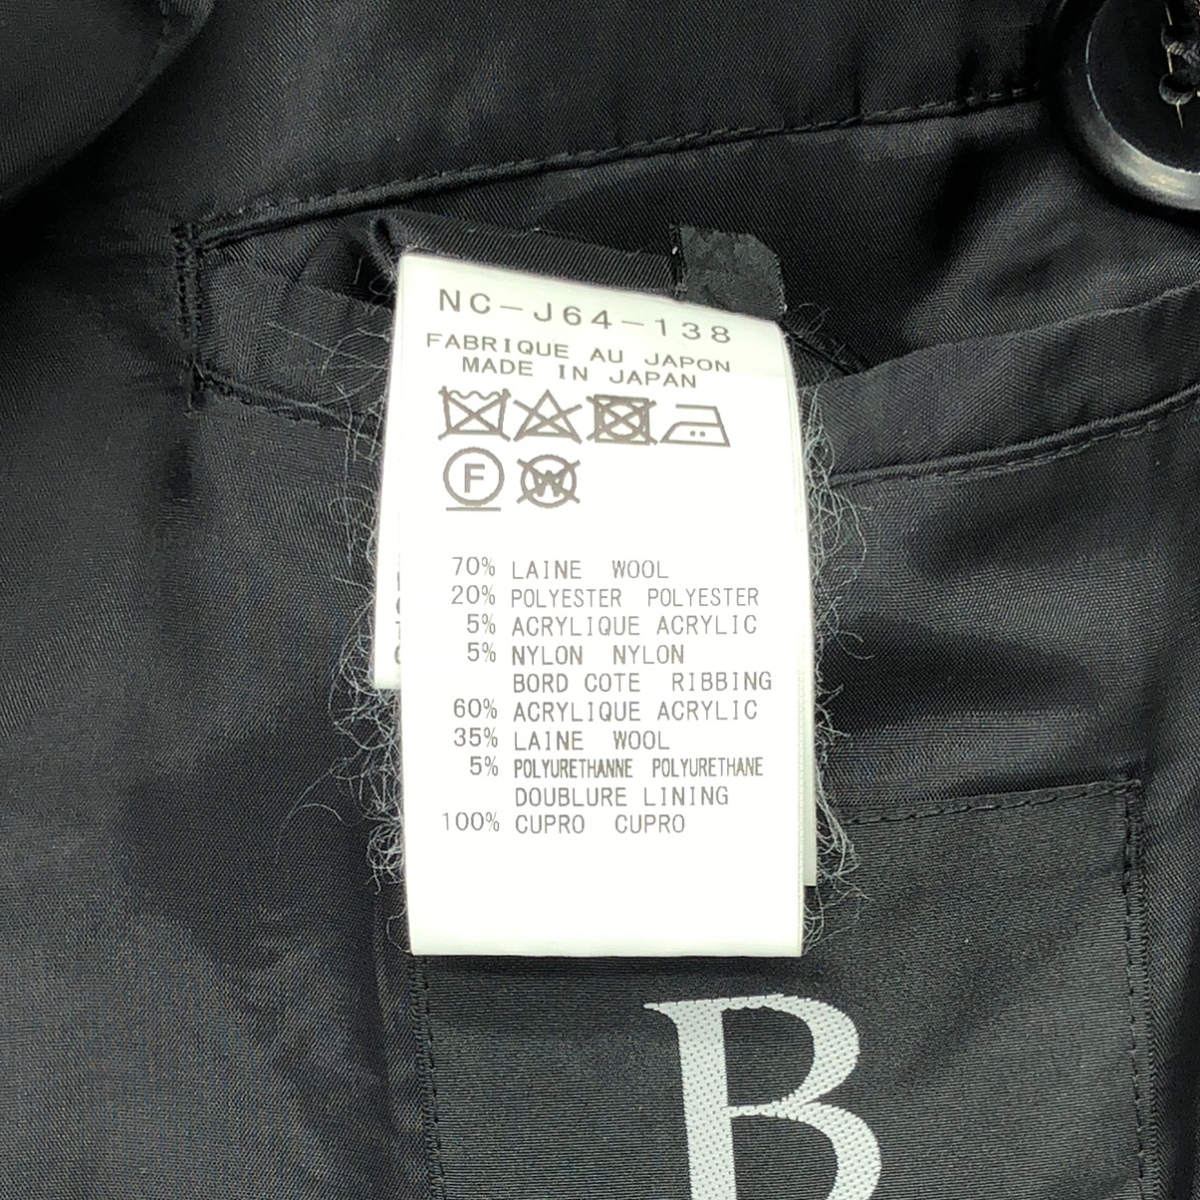 NC-J64-138
FABRIQUE AU JAPON
MADE IN JAPAN
F
W
70% LAINE WOOL
20% POLYESTER POLYESTER
5% ACRYLIQUE ACRYLIC
5% NYLON NYLON
BORD COTE RIBBING
60% ACRYLIQUE ACRYLIC
35% LAINE WOOL
5% POLYURETHANNE POLYURETHANE
DOUBLURE LINING
100% CUPRO CUPRO
B